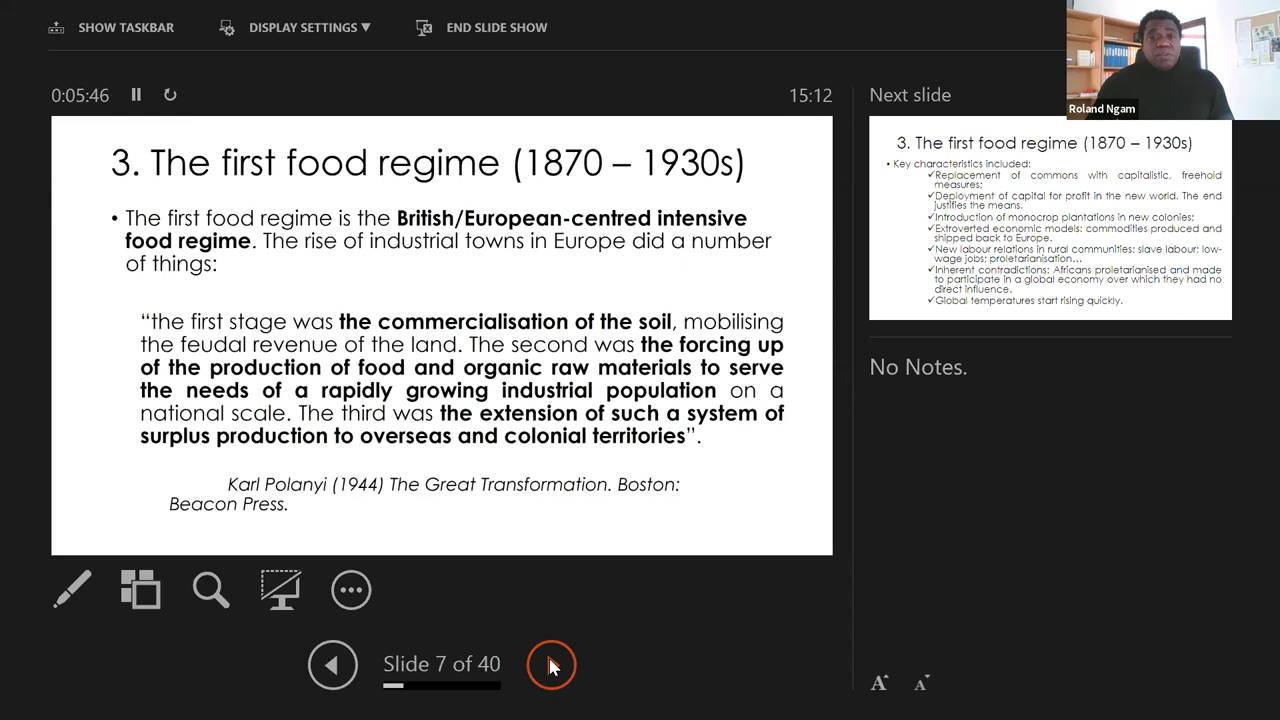 SHOW TASKBAR
DISPLAY SETTINGS ▼
END SLIDE SHOW
0:05:46
15:12
3. The first food regime (1870 – 1930s)
• The first food regime is the British/European-centred intensive
food regime. The rise of industrial towns in Europe did a number
of things:
“the first stage was the commercialisation of the soil, mobilising
the feudal revenue of the land. The second was the forcing up
of the production of food and organic raw materials to serve
the needs of a rapidly growing industrial population on a
national scale. The third was the extension of such a system of
surplus production to overseas and colonial territories”.
Karl Polanyi (1944) The Great Transformation. Boston:
Beacon Press.
Slide 7 of 40
Next slide
Roland Ngam
3. The first food regime (1870 – 1930s)
• Key characteristics included:
✓Replacement of commons with capitalistic, freehold
measures;
✓Deployment of capital for profit in the new world. The end
justifies the means.
✓Introduction of monocrop plantations in new colonies;
✓Extroverted economic models: commodities produced and
shipped back to Europe.
✓New labour relations in rural communities: slave labour; low-
wage jobs; proletarianisation…
✓Inherent contradictions: Africans proletarianised and made
to participate in a global economy over which they had no
direct influence.
✓Global temperatures start rising quickly.
No Notes.
A A